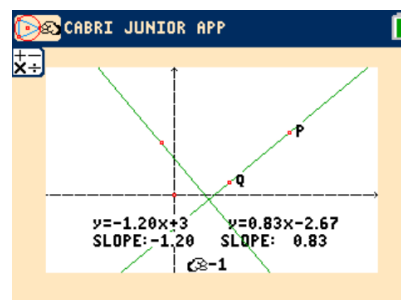 CABRI JUNIOR APP
P
Q
y=-1.20x+3 y=0.83x-2.67
SLOPE:-1.20 SLOPE: 0.83
-1